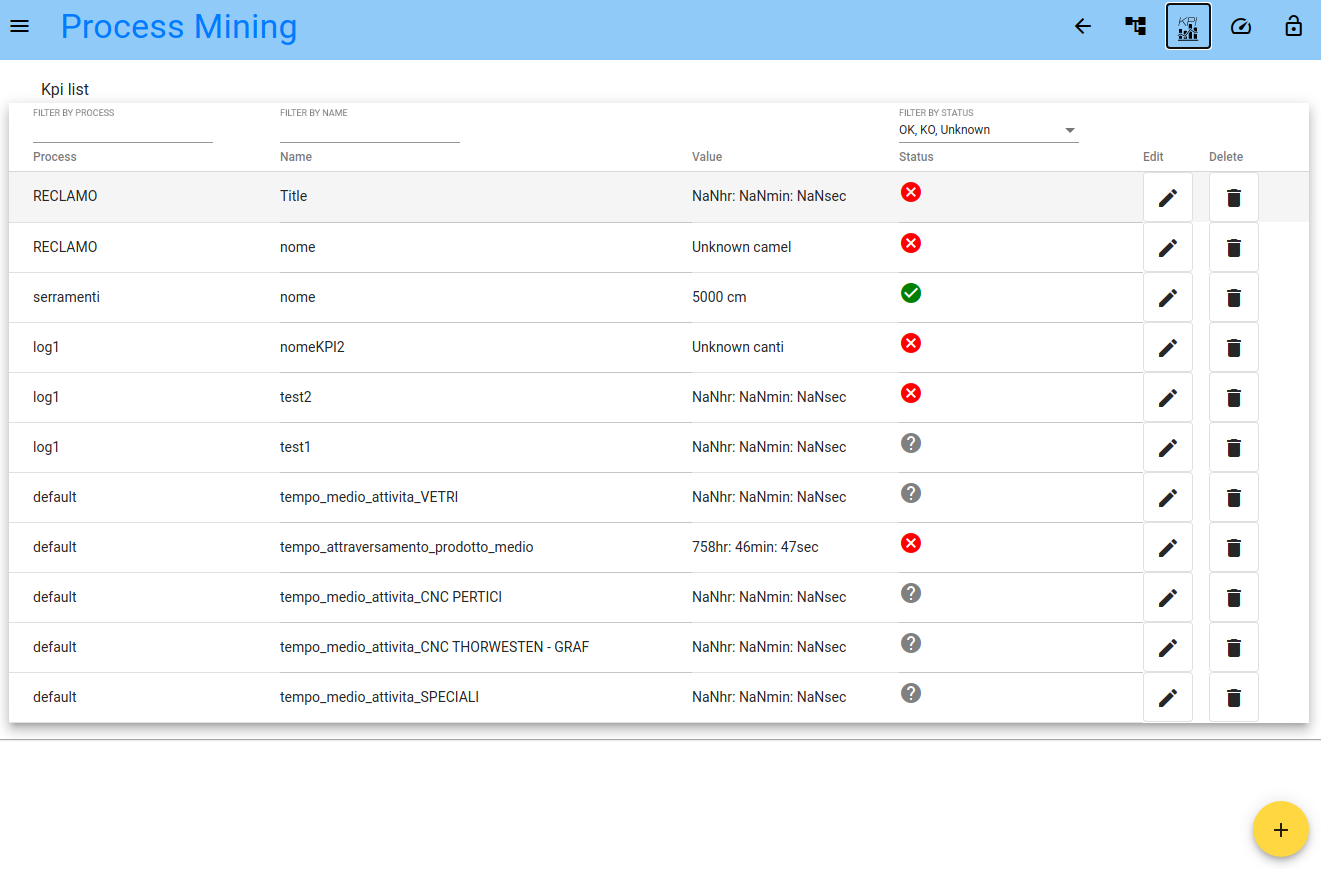 Process Mining
KPI
Kpi list
FILTER BY PROCESS FILTER BY NAME FILTER BY STATUS
OK, KO, Unknown
Process Name Value Status Edit Delete
RECLAMO Title NaNhr: NaNmin: NaNsec
RECLAMO nome Unknown camel
serramenti nome 5000 cm
log1 nomeKPI2 Unknown canti
log1 test2 NaNhr: NaNmin: NaNsec
log1 test1 NaNhr: NaNmin: NaNsec
default tempo_medio_attivita_VETRI NaNhr: NaNmin: NaNsec
default tempo_attraversamento_prodotto_medio 758hr: 46min: 47sec
default tempo_medio_attivita_CNC PERTICI NaNhr: NaNmin: NaNsec
default tempo_medio_attivita_CNC THORWESTEN - GRAF NaNhr: NaNmin: NaNsec
default tempo_medio_attivita_SPECIALI NaNhr: NaNmin: NaNsec